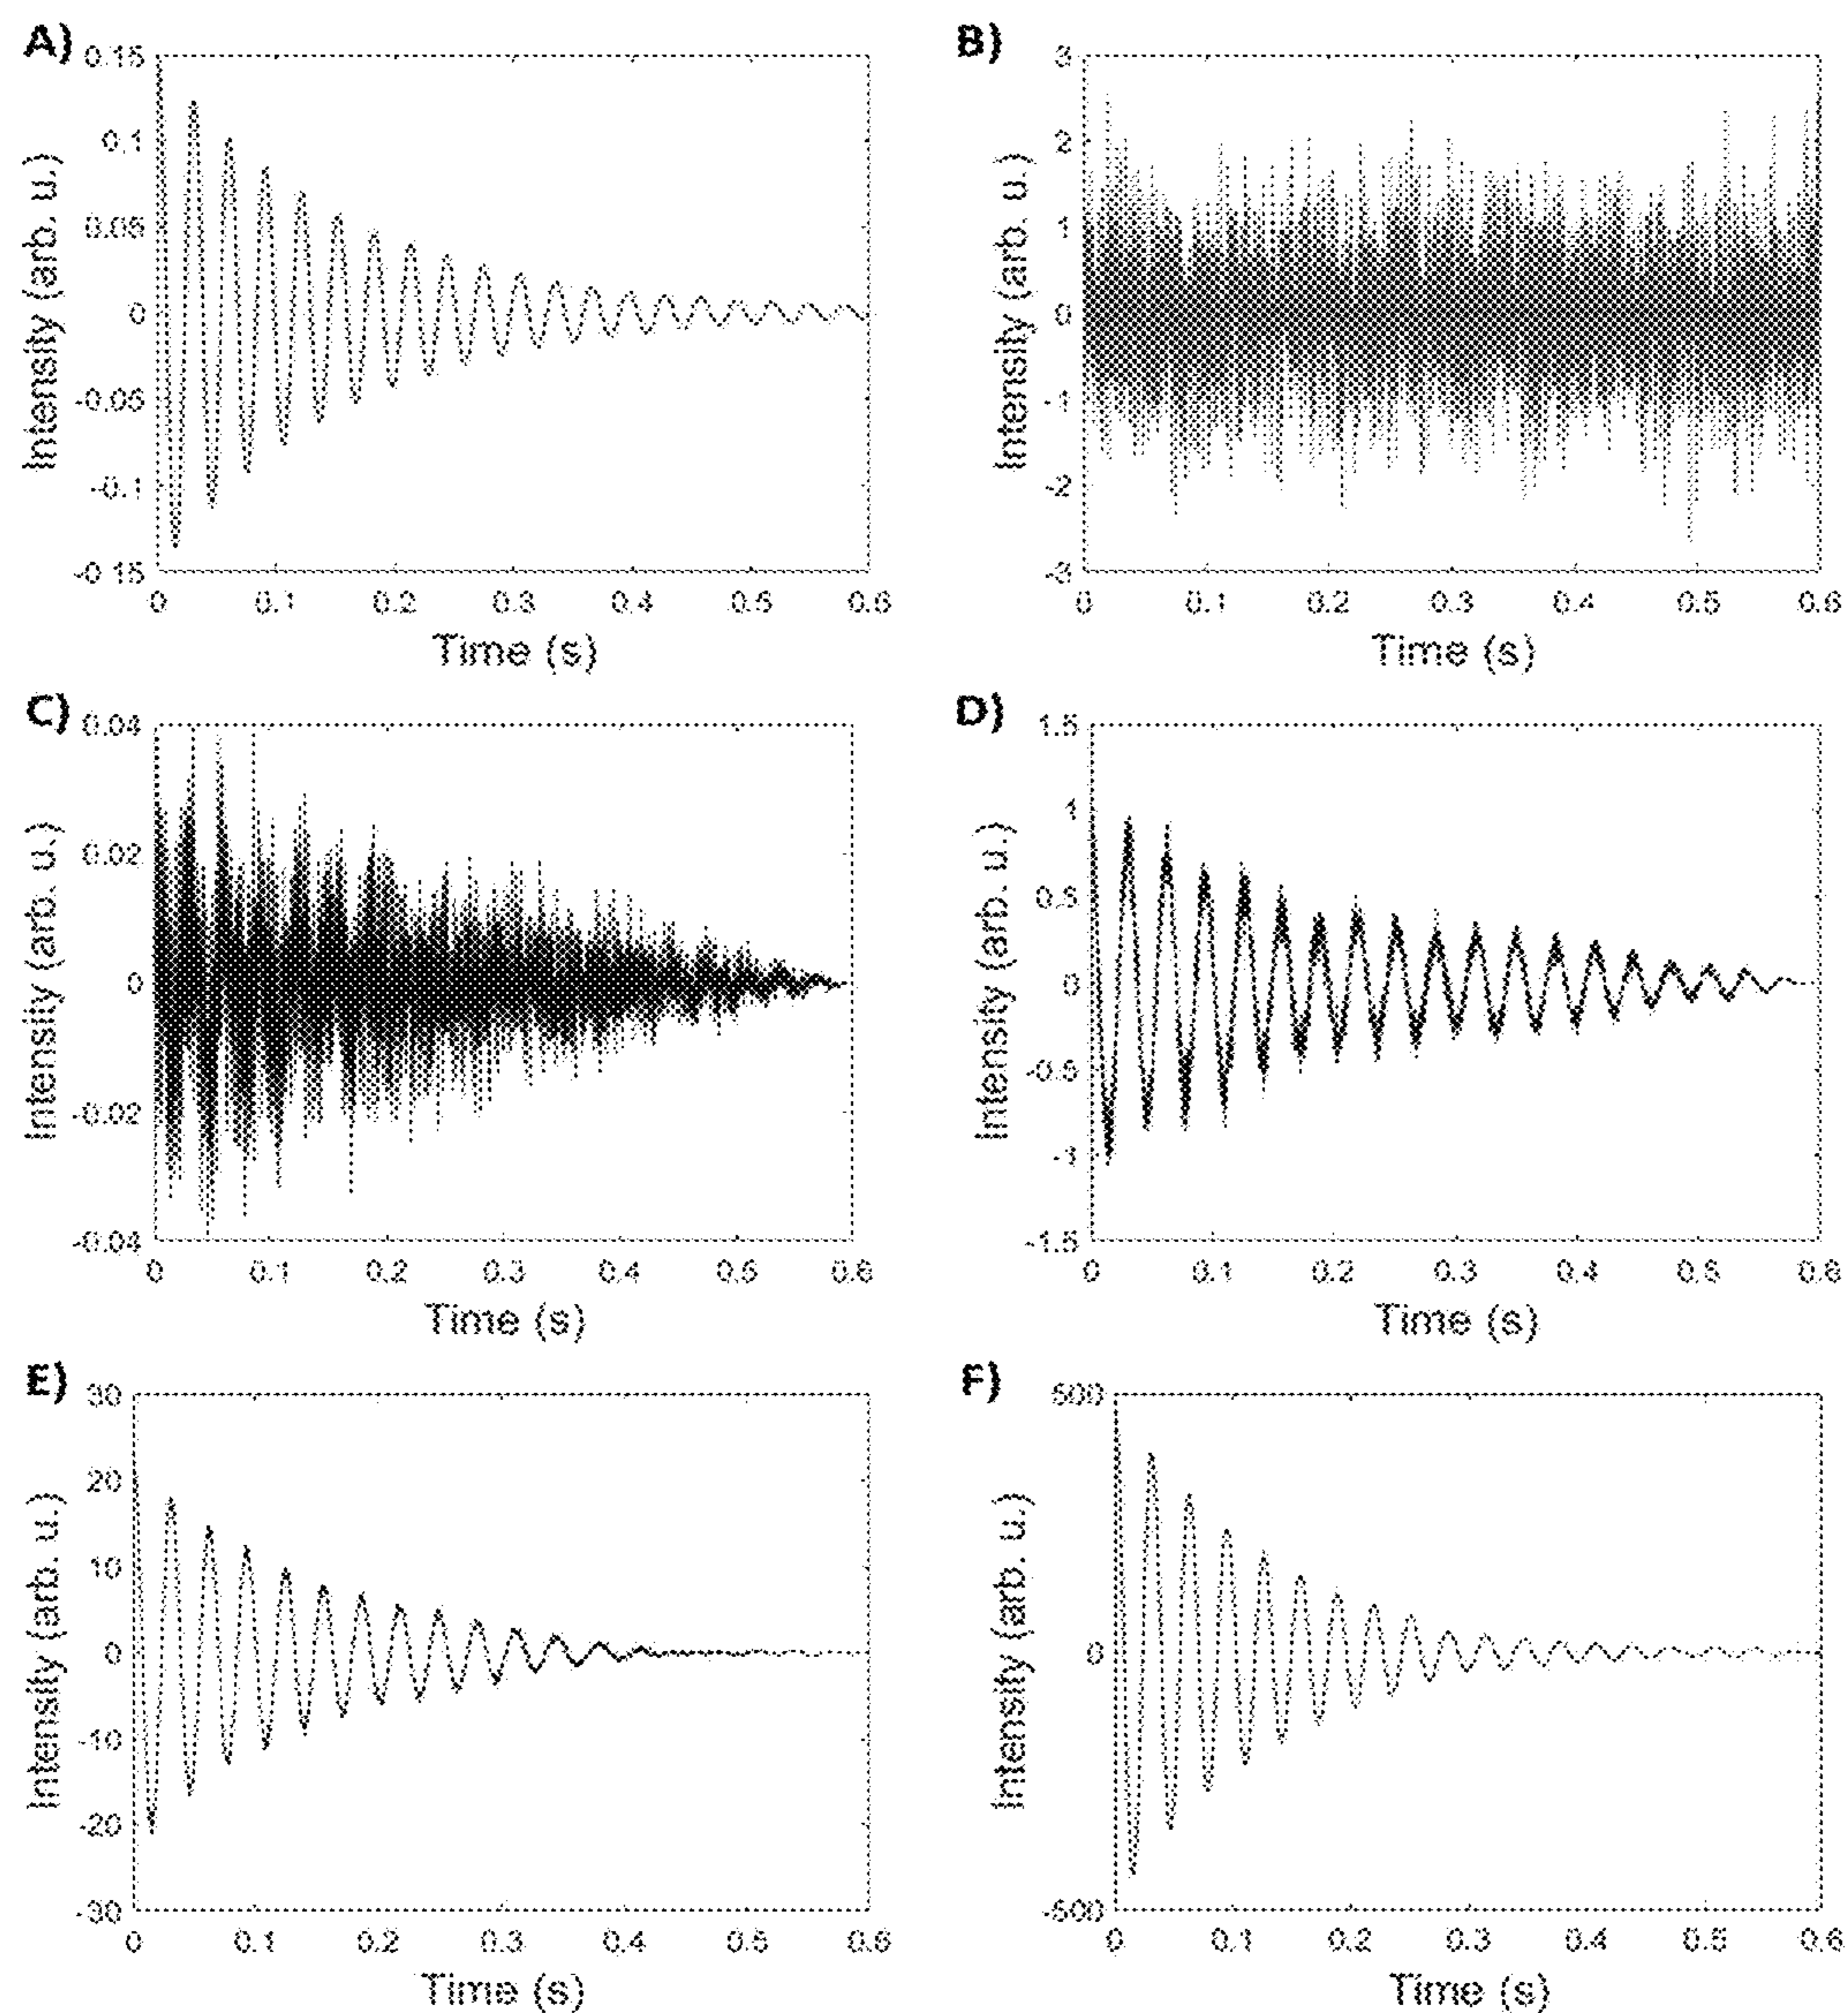 A)
B)
0.15
0.1
0.05
0
-0.05
-0.1
-0.15
0 0.1 0.2 0.3 0.4 0.5 0.6
Intensity (arb. u.)
Time (s)
3
2
1
0
-1
-2
-3
0 0.1 0.2 0.3 0.4 0.5 0.6
Intensity (arb. u.)
Time (s)
C)
D)
0.04
0.02
0
-0.02
-0.04
0 0.1 0.2 0.3 0.4 0.5 0.6
Intensity (arb. u.)
Time (s)
1.5
1
0.5
0
-0.5
-1
-1.5
0 0.1 0.2 0.3 0.4 0.5 0.6
Intensity (arb. u.)
Time (s)
E)
F)
30
20
10
0
-10
-20
-30
0 0.1 0.2 0.3 0.4 0.5 0.6
Intensity (arb. u.)
Time (s)
500
0
-500
0 0.1 0.2 0.3 0.4 0.5 0.6
Intensity (arb. u.)
Time (s)